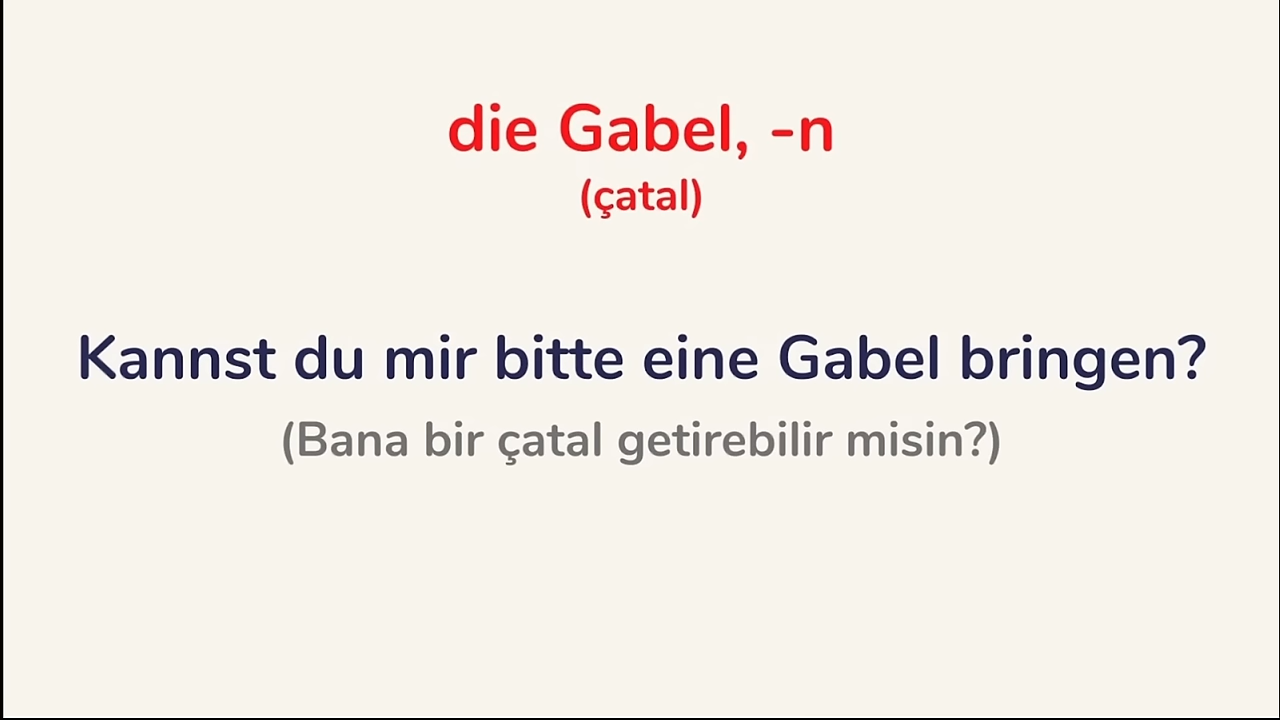 die Gabel, -n
(çatal)
Kannst du mir bitte eine Gabel bringen?
(Bana bir çatal getirebilir misin?)